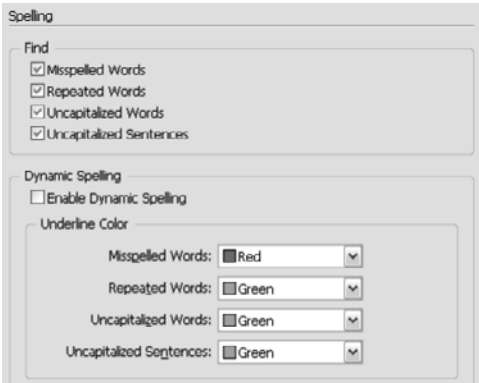 Spelling
Find
Misspelled Words
Repeated Words
Uncapitalized Words
Uncapitalized Sentences
Dynamic Spelling
Enable Dynamic Spelling
Underline Color
Misspelled Words: Red
Repeated Words: Green
Uncapitalized Words: Green
Uncapitalized Sentences: Green